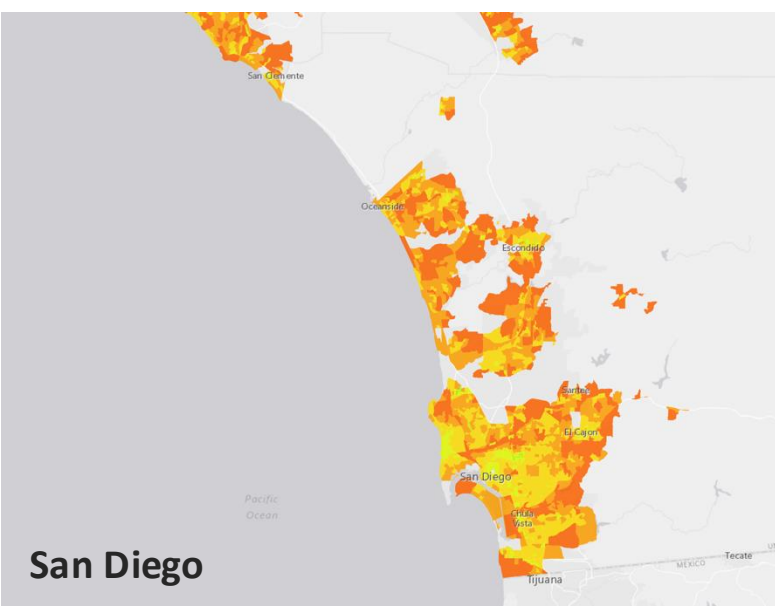 San Clemente
Oceanside
Escondido
Santee
El Cajon
San Diego
Pacific
Ocean
Chula
Vista
Tecate
MEXICO
San Diego
Tijuana